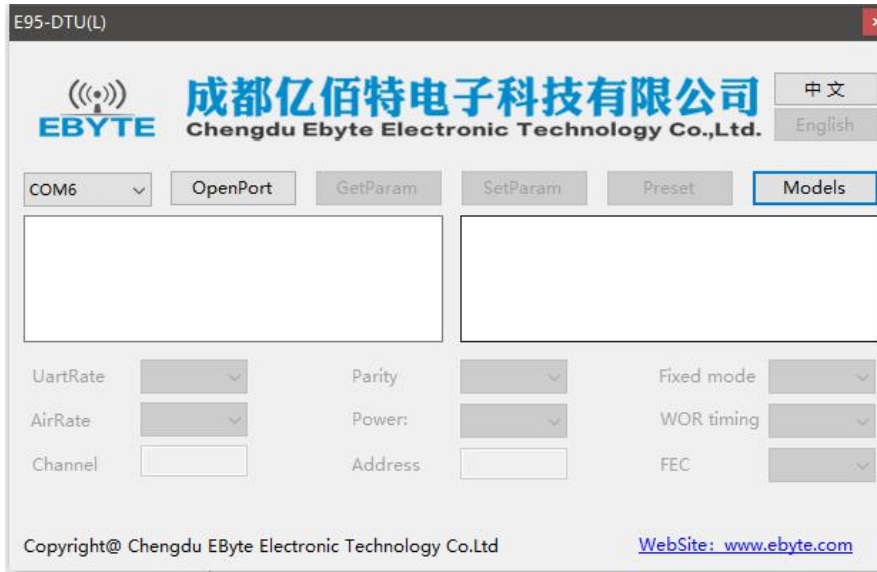 E95-DTU(L)
EBYTE
成都亿佰特电子科技有限公司
Chengdu Ebyte Electronic Technology Co.,Ltd.
中文
English
COM6 OpenPort GetParam SetParam Preset Models
UartRate Parity Fixed mode
AirRate Power: WOR timing
Channel Address FEC
Copyright@ Chengdu EByte Electronic Technology Co.Ltd WebSite: www.ebyte.com